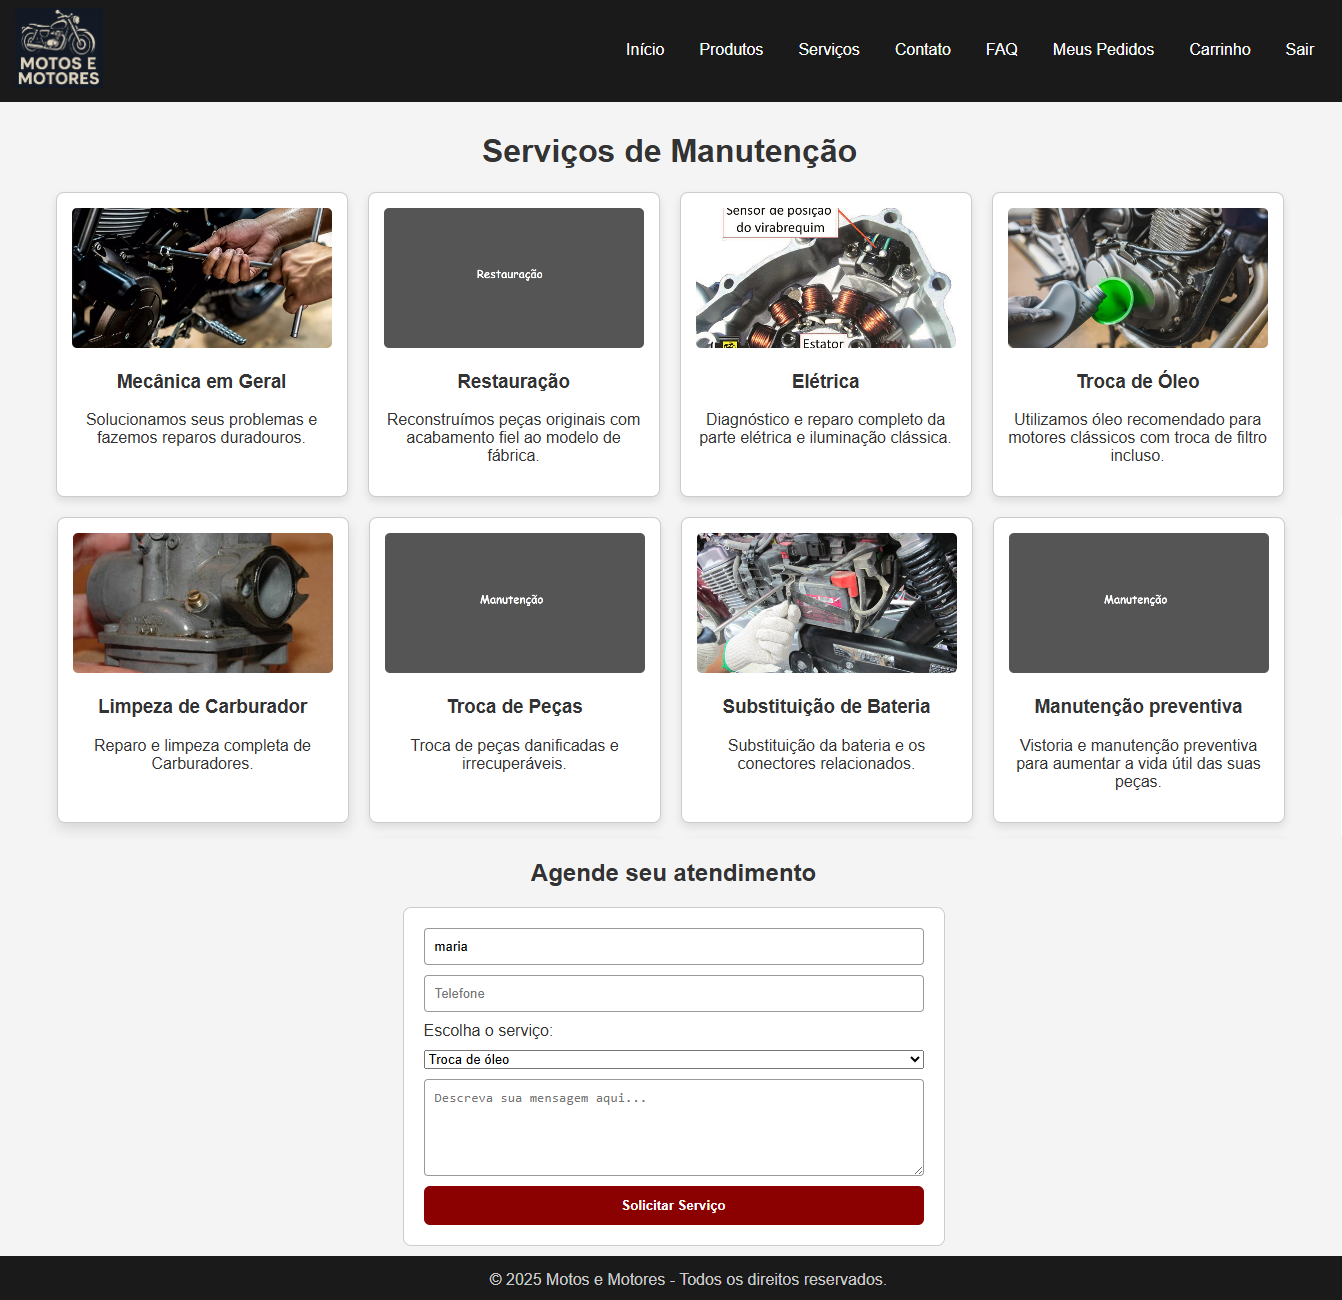 MOTOS E
MOTORES
Início Produtos Serviços Contato FAQ Meus Pedidos Carrinho Sair
Serviços de Manutenção
Restauração
Sensor de posição
do virabrequim
Estator
Mecânica em Geral
Solucionamos seus problemas e
fazemos reparos duradouros.
Restauração
Reconstruímos peças originais com
acabamento fiel ao modelo de
fábrica.
Elétrica
Diagnóstico e reparo completo da
parte elétrica e iluminação clássica.
Troca de Óleo
Utilizamos óleo recomendado para
motores clássicos com troca de filtro
incluso.
Manutenção
Manutenção
Limpeza de Carburador
Reparo e limpeza completa de
Carburadores.
Troca de Peças
Troca de peças danificadas e
irrecuperáveis.
Substituição de Bateria
Substituição da bateria e os
conectores relacionados.
Manutenção preventiva
Vistoria e manutenção preventiva
para aumentar a vida útil das suas
peças.
Agende seu atendimento
maria
Telefone
Escolha o serviço:
Troca de óleo
Descreva sua mensagem aqui...
Solicitar Serviço
© 2025 Motos e Motores - Todos os direitos reservados.